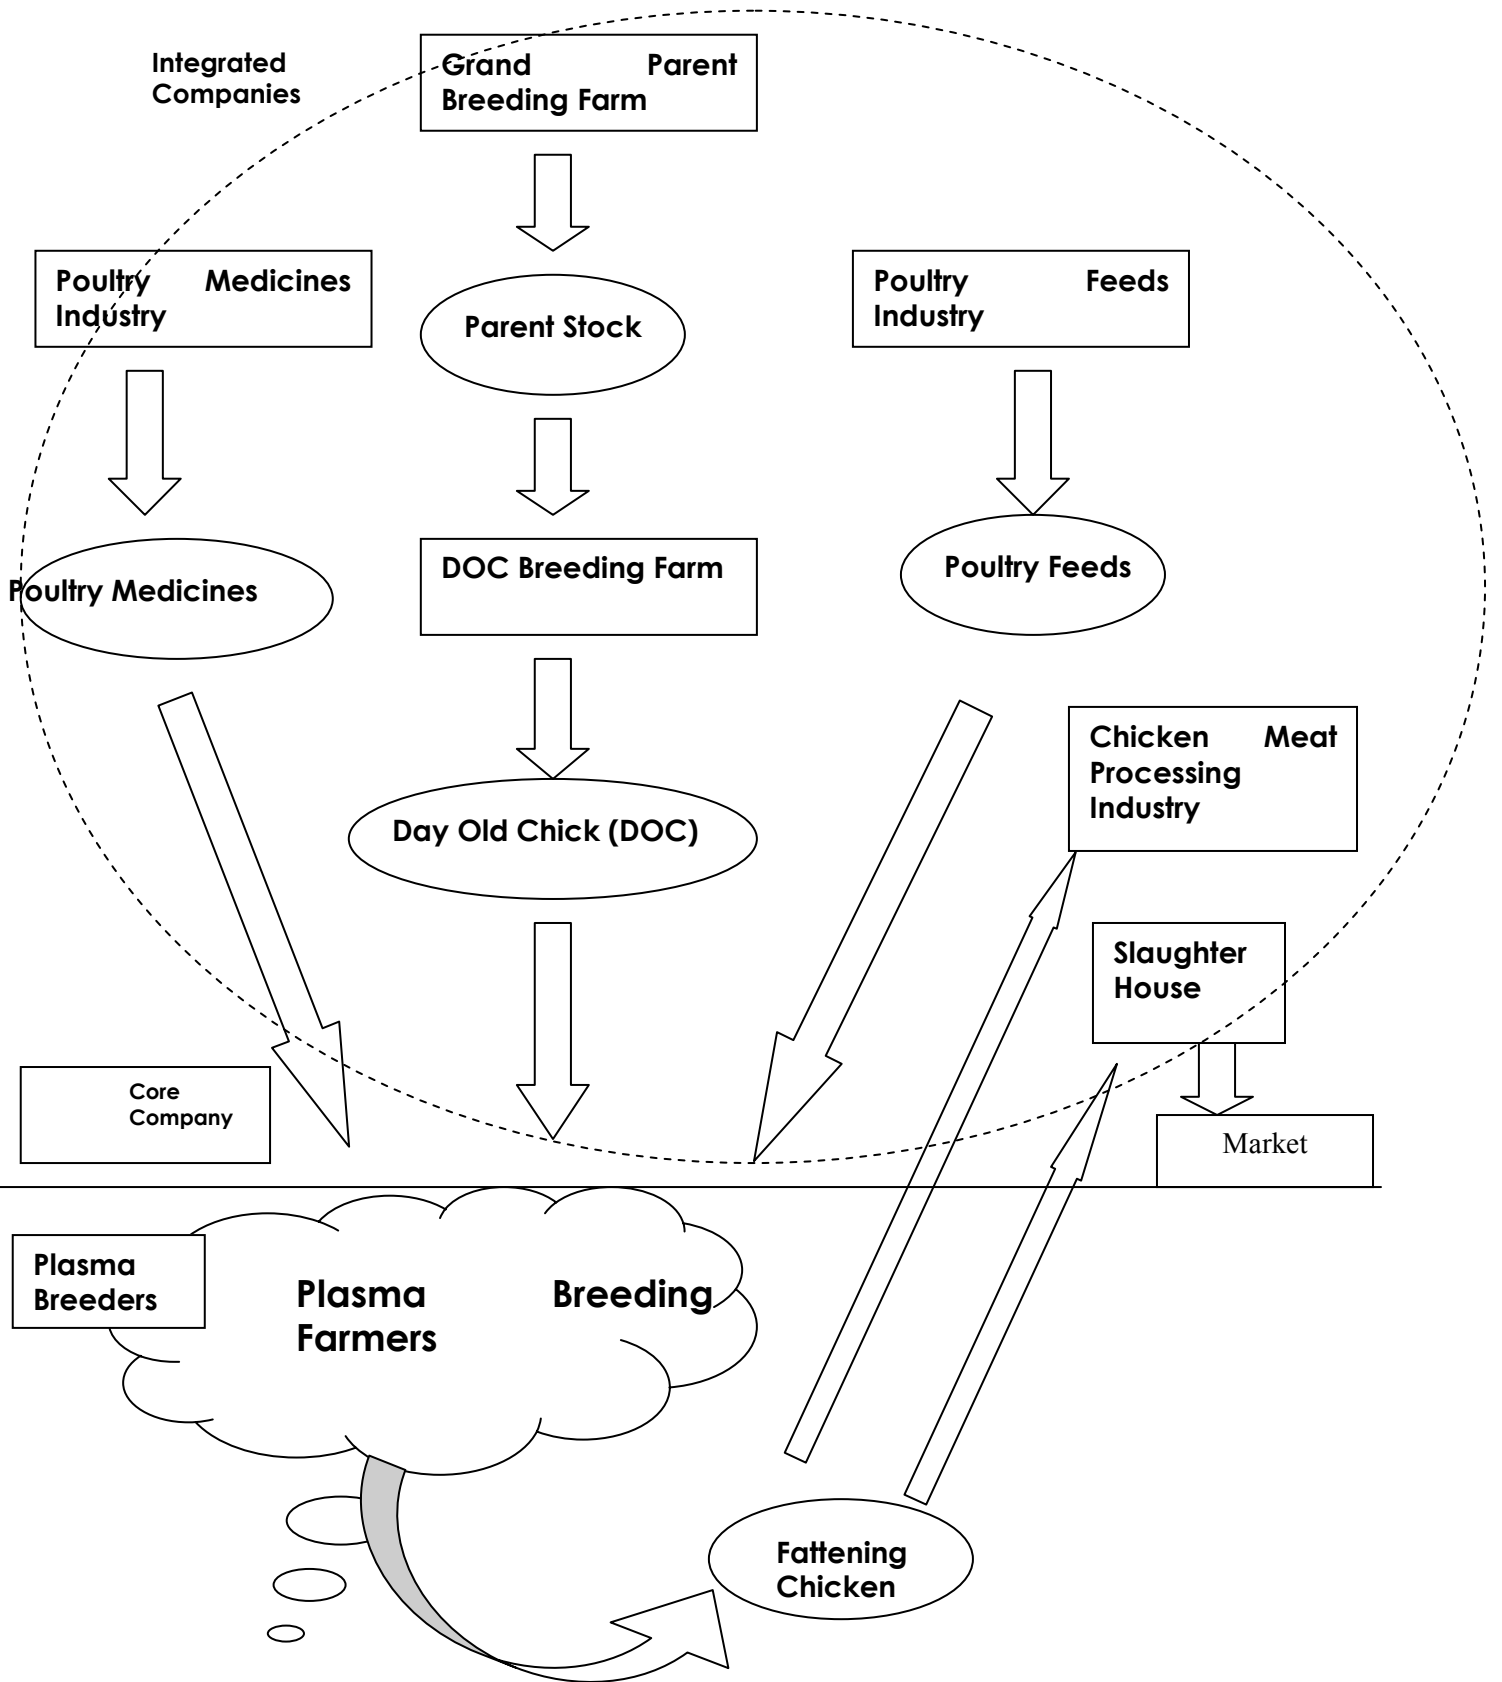 Integrated
Companies
Grand Parent
Breeding Farm
Poultry Medicines
Industry
Parent Stock
Poultry Feeds
Industry
Poultry Medicines
DOC Breeding Farm
Poultry Feeds
Chicken Meat
Processing
Industry
Day Old Chick (DOC)
Slaughter
House
Core
Company
Market
Plasma
Breeders
Plasma Breeding
Farmers
Fattening
Chicken